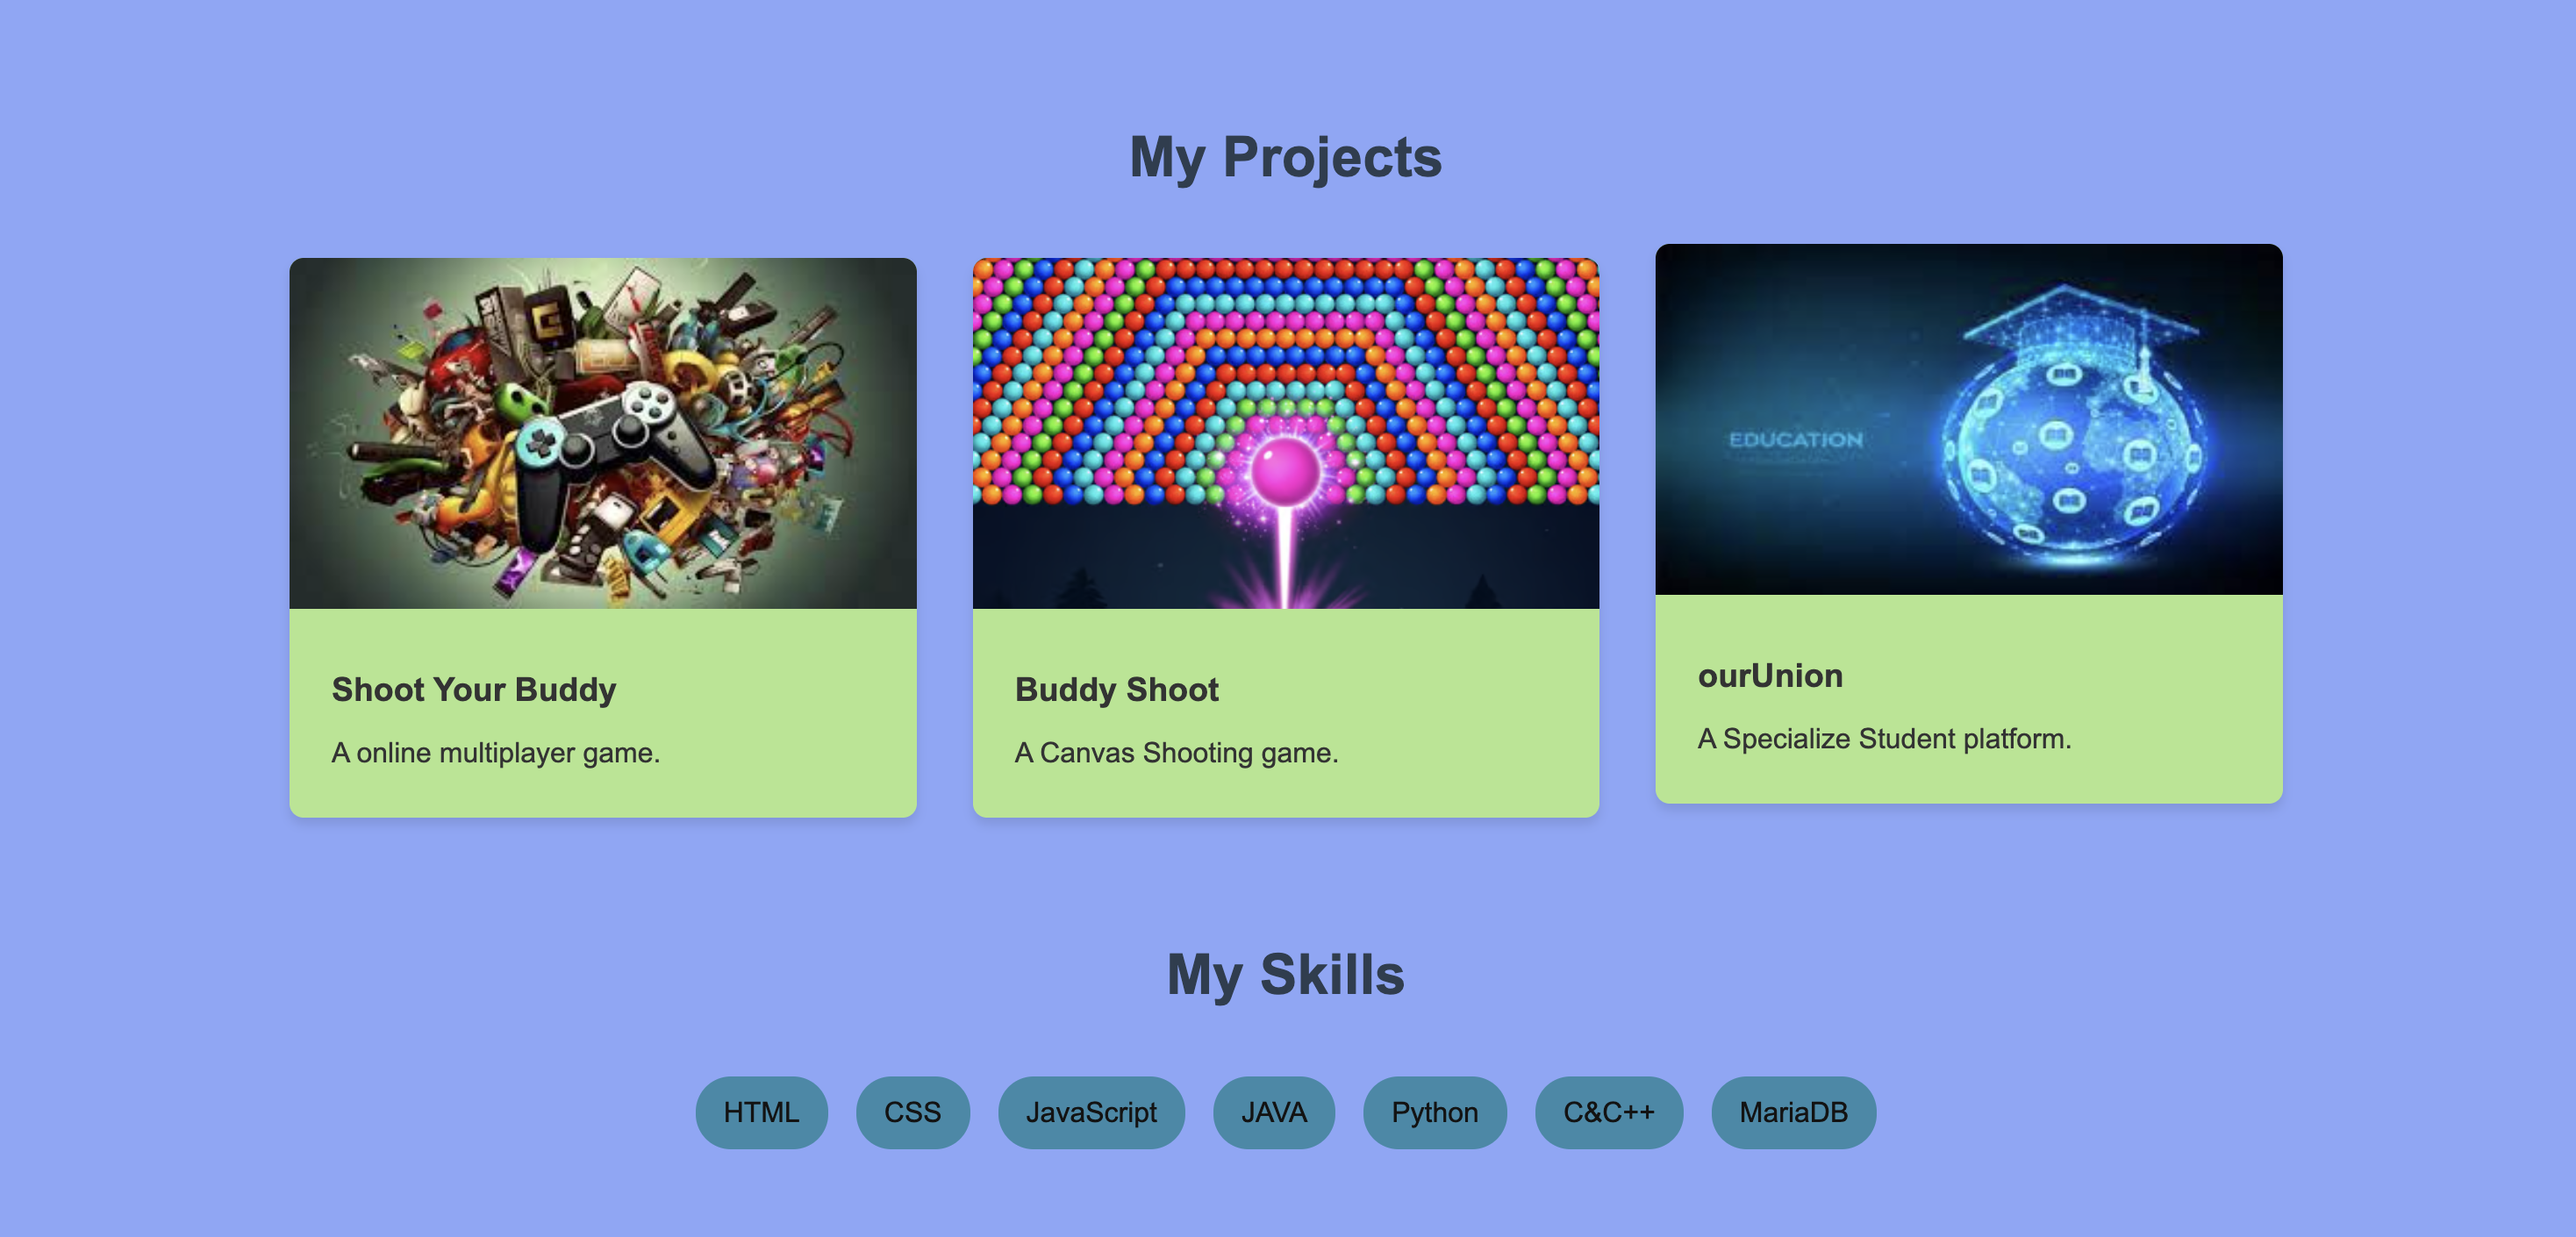 My Projects
Shoot Your Buddy
A online multiplayer game.
Buddy Shoot
A Canvas Shooting game.
EDUCATION
ourUnion
A Specialize Student platform.
My Skills
HTML
CSS
JavaScript
JAVA
Python
C&C++
MariaDB